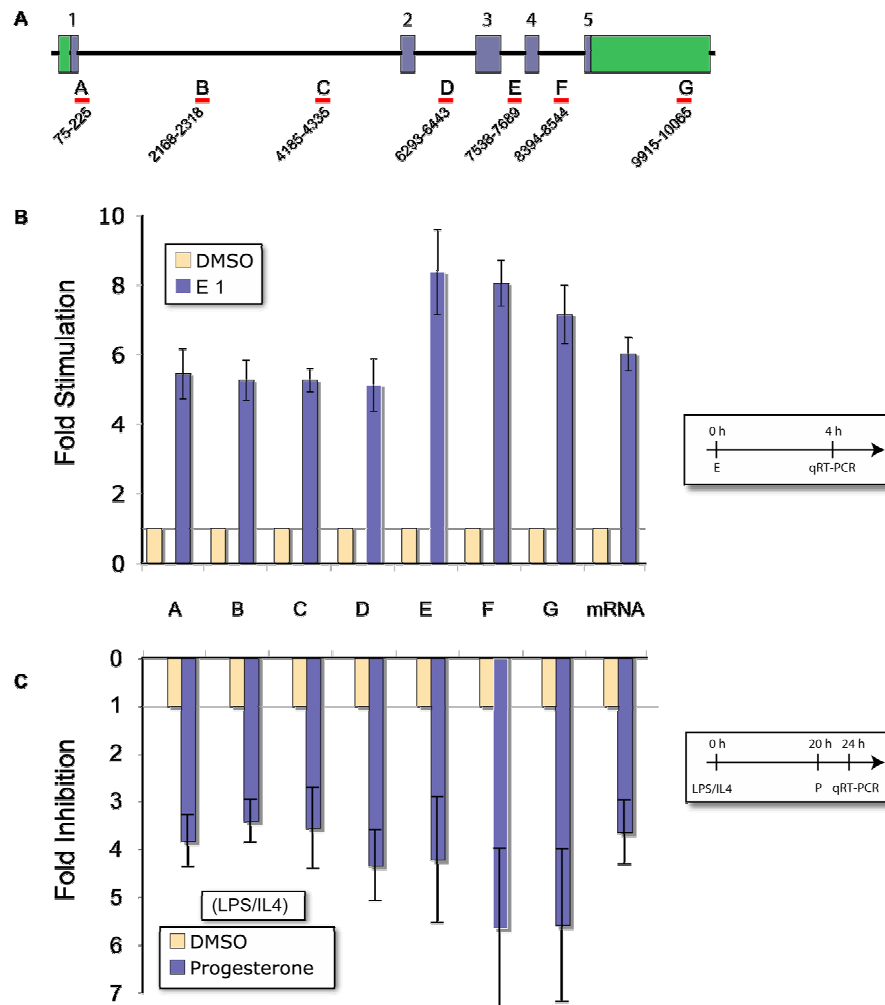 A
1 2 3 4 5
A B C D E F G
75-225 2168-2318 4185-4335 6293-6443 7538-7689 8394-8544 9915-10065
B
10
8
6
4
2
0
Fold Stimulation
DMSO
E 1
0 h 4 h
E qRT-PCR
A B C D E F G mRNA
C
0
1
2
3
4
5
6
7
Fold Inhibition
(LPS/IL4)
DMSO
Progesterone
0 h 20 h 24 h
LPS/IL4 P qRT-PCR